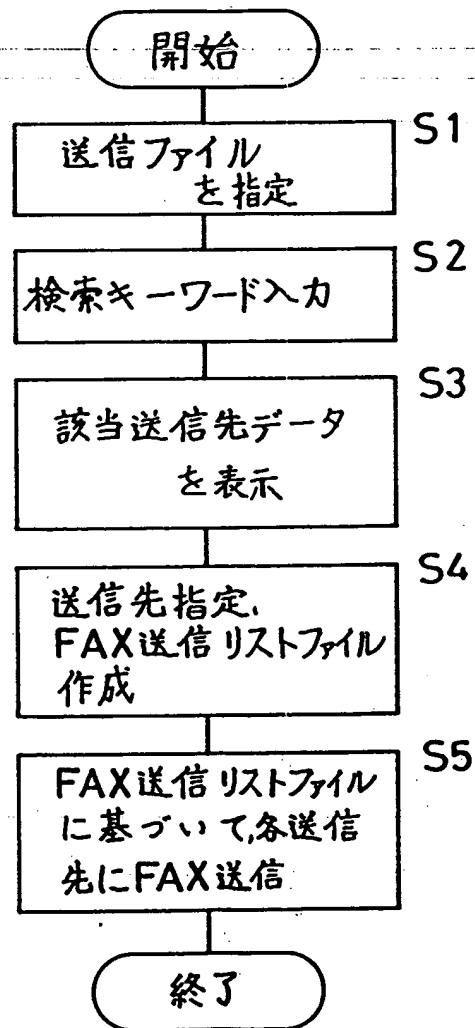 開始
S1
送信ファイル
を指定
S2
検索キーワード入力
S3
該当送信先データ
を表示
S4
送信先指定、
FAX送信リストファイル
作成
S5
FAX送信リストファイル
に基づいて,各送信
先にFAX送信
終了